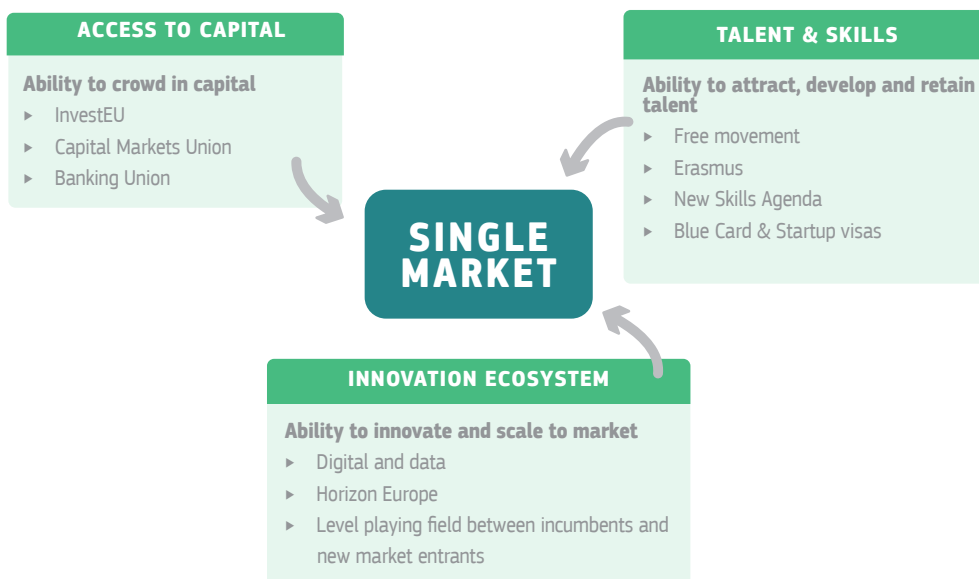 ACCESS TO CAPITAL
Ability to crowd in capital
▸ InvestEU
▸ Capital Markets Union
▸ Banking Union
TALENT & SKILLS
Ability to attract, develop and retain
talent
▸ Free movement
▸ Erasmus
▸ New Skills Agenda
▸ Blue Card & Startup visas
SINGLE
MARKET
INNOVATION ECOSYSTEM
Ability to innovate and scale to market
▸ Digital and data
▸ Horizon Europe
▸ Level playing field between incumbents and
new market entrants